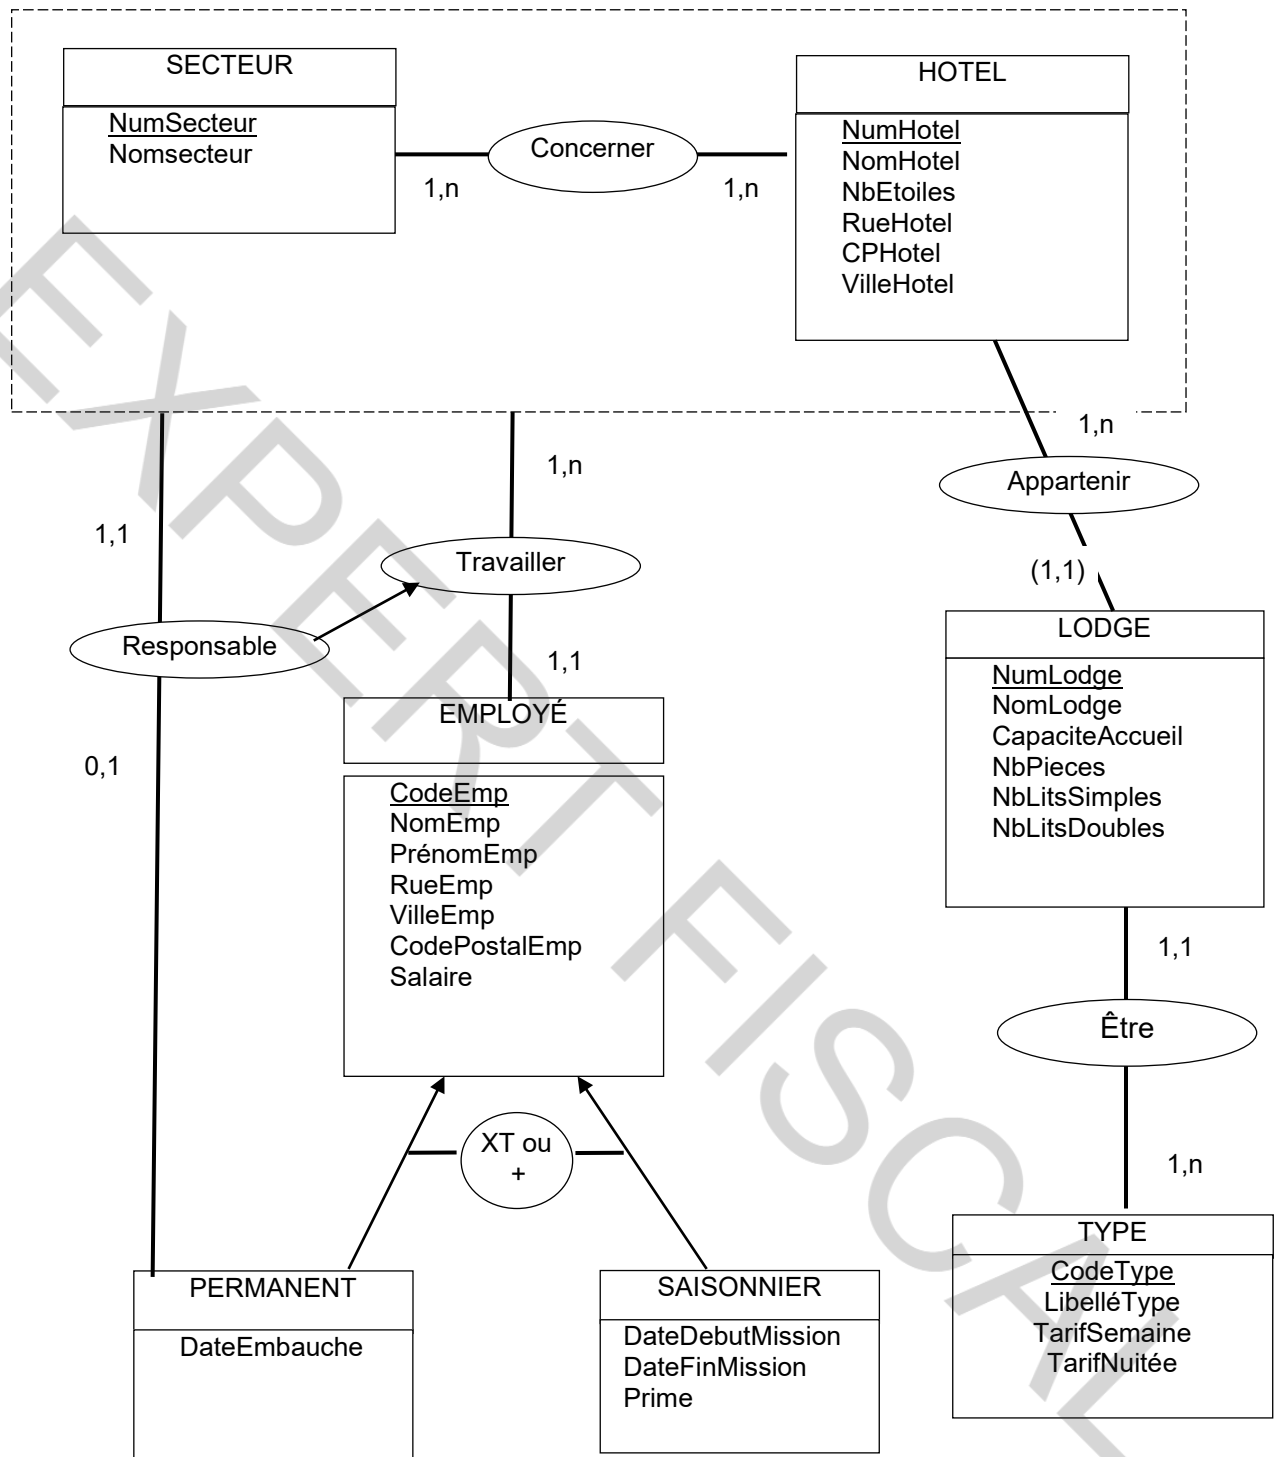 SECTEUR
NumSecteur
Nomsecteur
Concerner
1,n
1,n
HOTEL
NumHotel
NomHotel
NbEtoiles
RueHotel
CPHotel
VilleHotel
1,n
Appartenir
(1,1)
1,n
1,1
Travailler
Responsable
1,1
0,1
EMPLOYÉ
CodeEmp
NomEmp
PrénomEmp
RueEmp
VilleEmp
CodePostalEmp
Salaire
LODGE
NumLodge
NomLodge
CapaciteAccueil
NbPieces
NbLitsSimples
NbLitsDoubles
1,1
Être
1,n
XT ou
+
PERMANENT
DateEmbauche
SAISONNIER
DateDebutMission
DateFinMission
Prime
TYPE
CodeType
LibelléType
TarifSemaine
TarifNuitée
EXPERT FISCAL